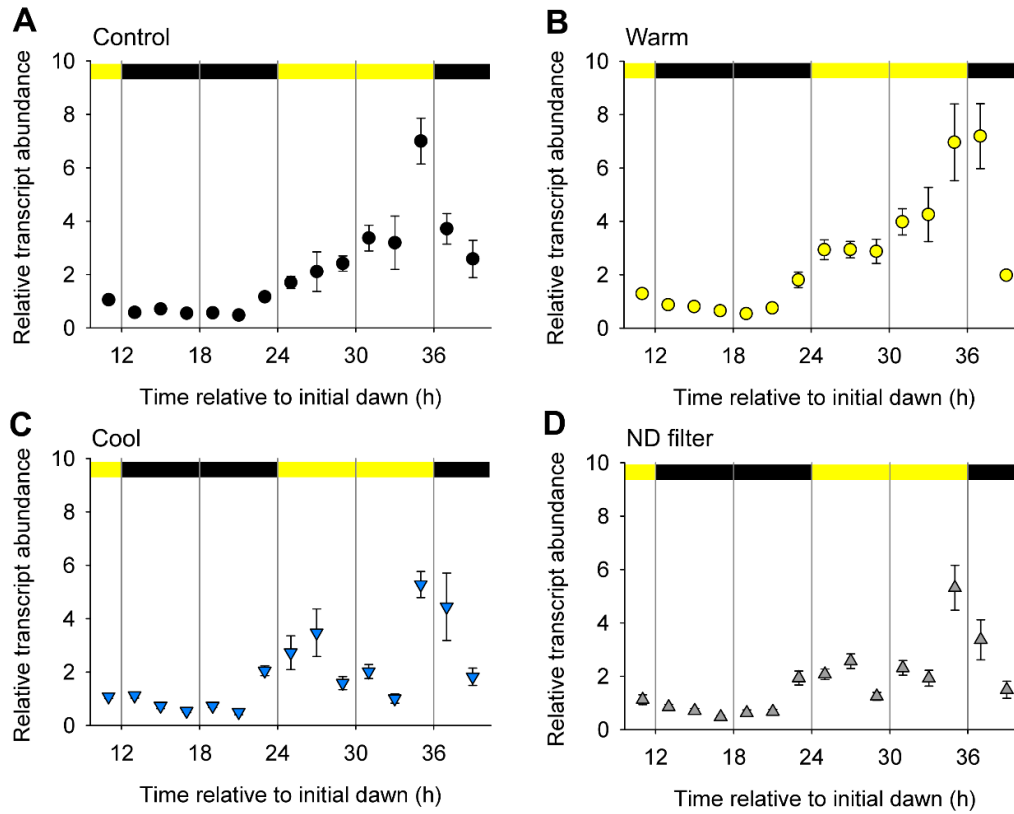 A
Control
Relative transcript abundance
10
8
6
4
2
0
12 18 24 30 36
Time relative to initial dawn (h)
B
Warm
Relative transcript abundance
10
8
6
4
2
0
12 18 24 30 36
Time relative to initial dawn (h)
C
Cool
Relative transcript abundance
10
8
6
4
2
0
12 18 24 30 36
Time relative to initial dawn (h)
D
ND filter
Relative transcript abundance
10
8
6
4
2
0
12 18 24 30 36
Time relative to initial dawn (h)